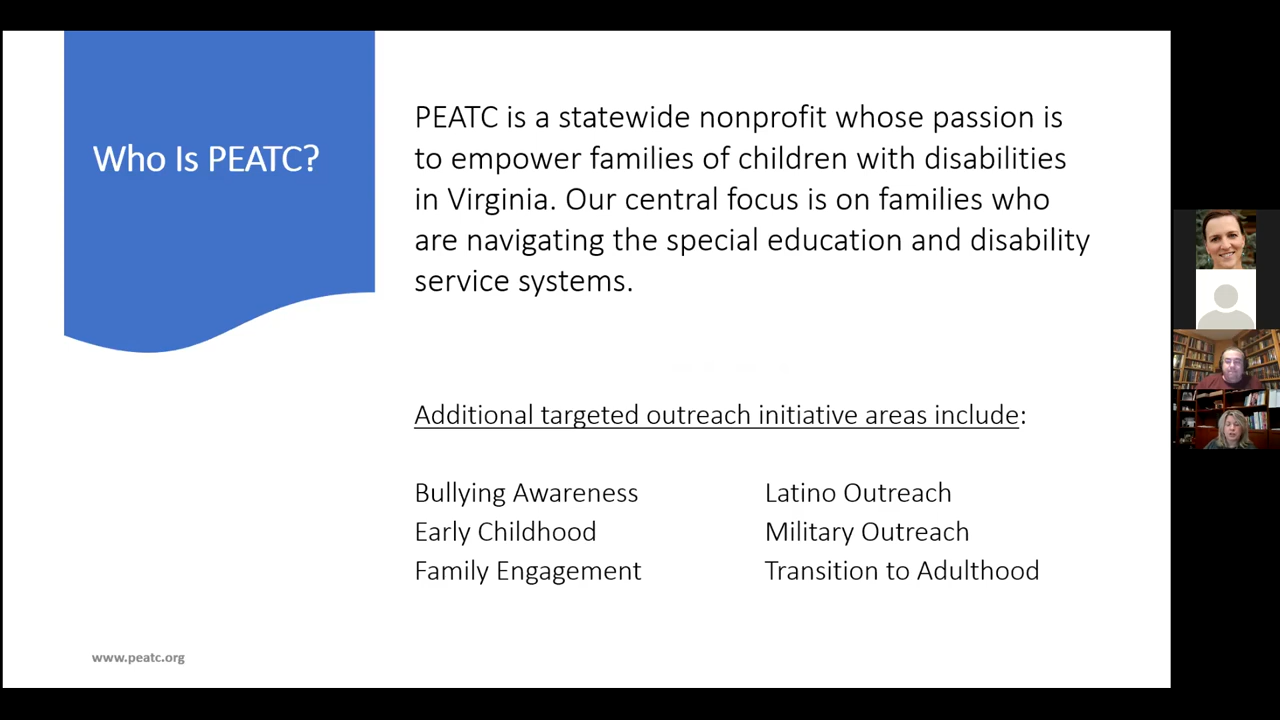 Who Is PEATC?
PEATC is a statewide nonprofit whose passion is
to empower families of children with disabilities
in Virginia. Our central focus is on families who
are navigating the special education and disability
service systems.
Additional targeted outreach initiative areas include:
Bullying Awareness
Early Childhood
Family Engagement
Latino Outreach
Military Outreach
Transition to Adulthood
www.peatc.org